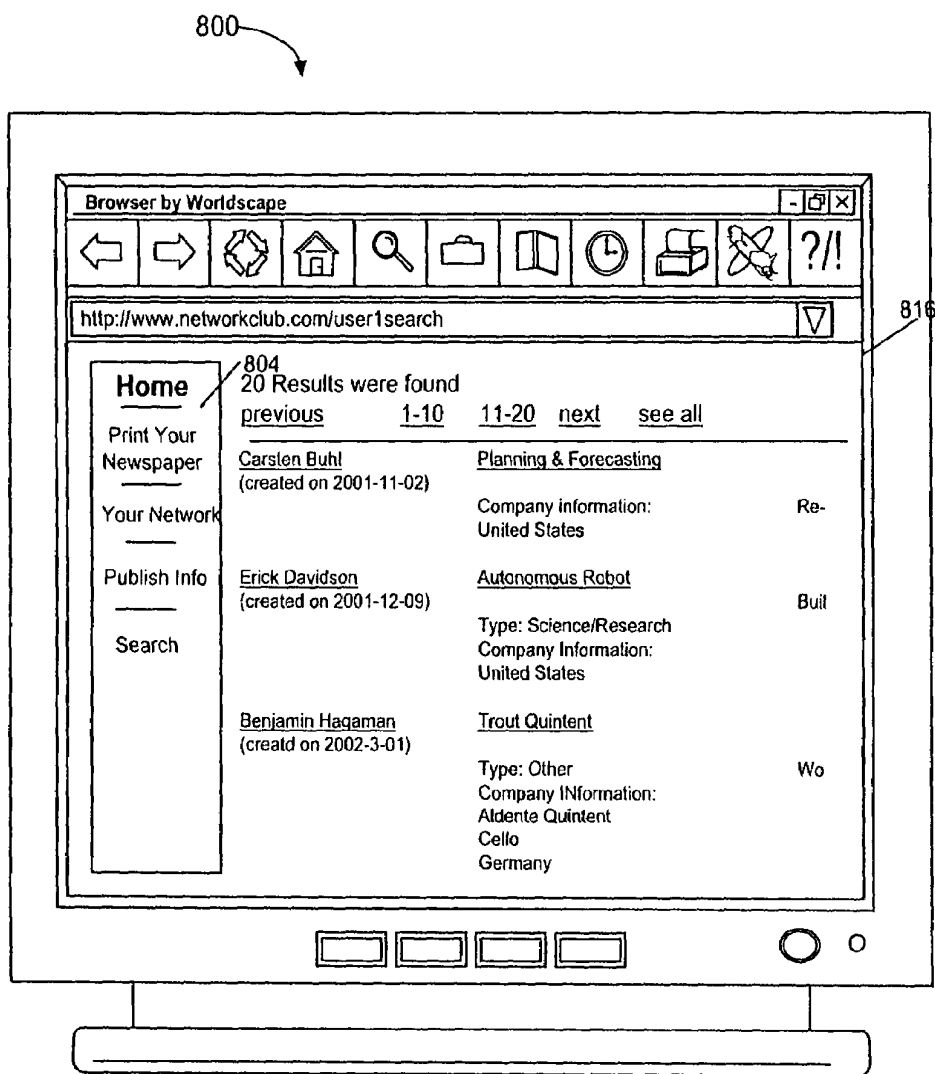 800
Browser by Worldscape
?/!
http://www.networkclub.com/user1search
816
804
Home
Print Your
Newspaper
Your Network
Publish Info
Search
20 Results were found
previous 1-10 11-20 next see all
Carsten Buhl Planning & Forecasting
(created on 2001-11-02)
Company information: Re-
United States
Erick Davidson Autonomous Robot
(created on 2001-12-09) Buil
Type: Science/Research
Company Information:
United States
Benjamin Hagaman Trout Quintent
(creatd on 2002-3-01)
Type: Other Wo
Company INformation:
Aldente Quintent
Cello
Germany